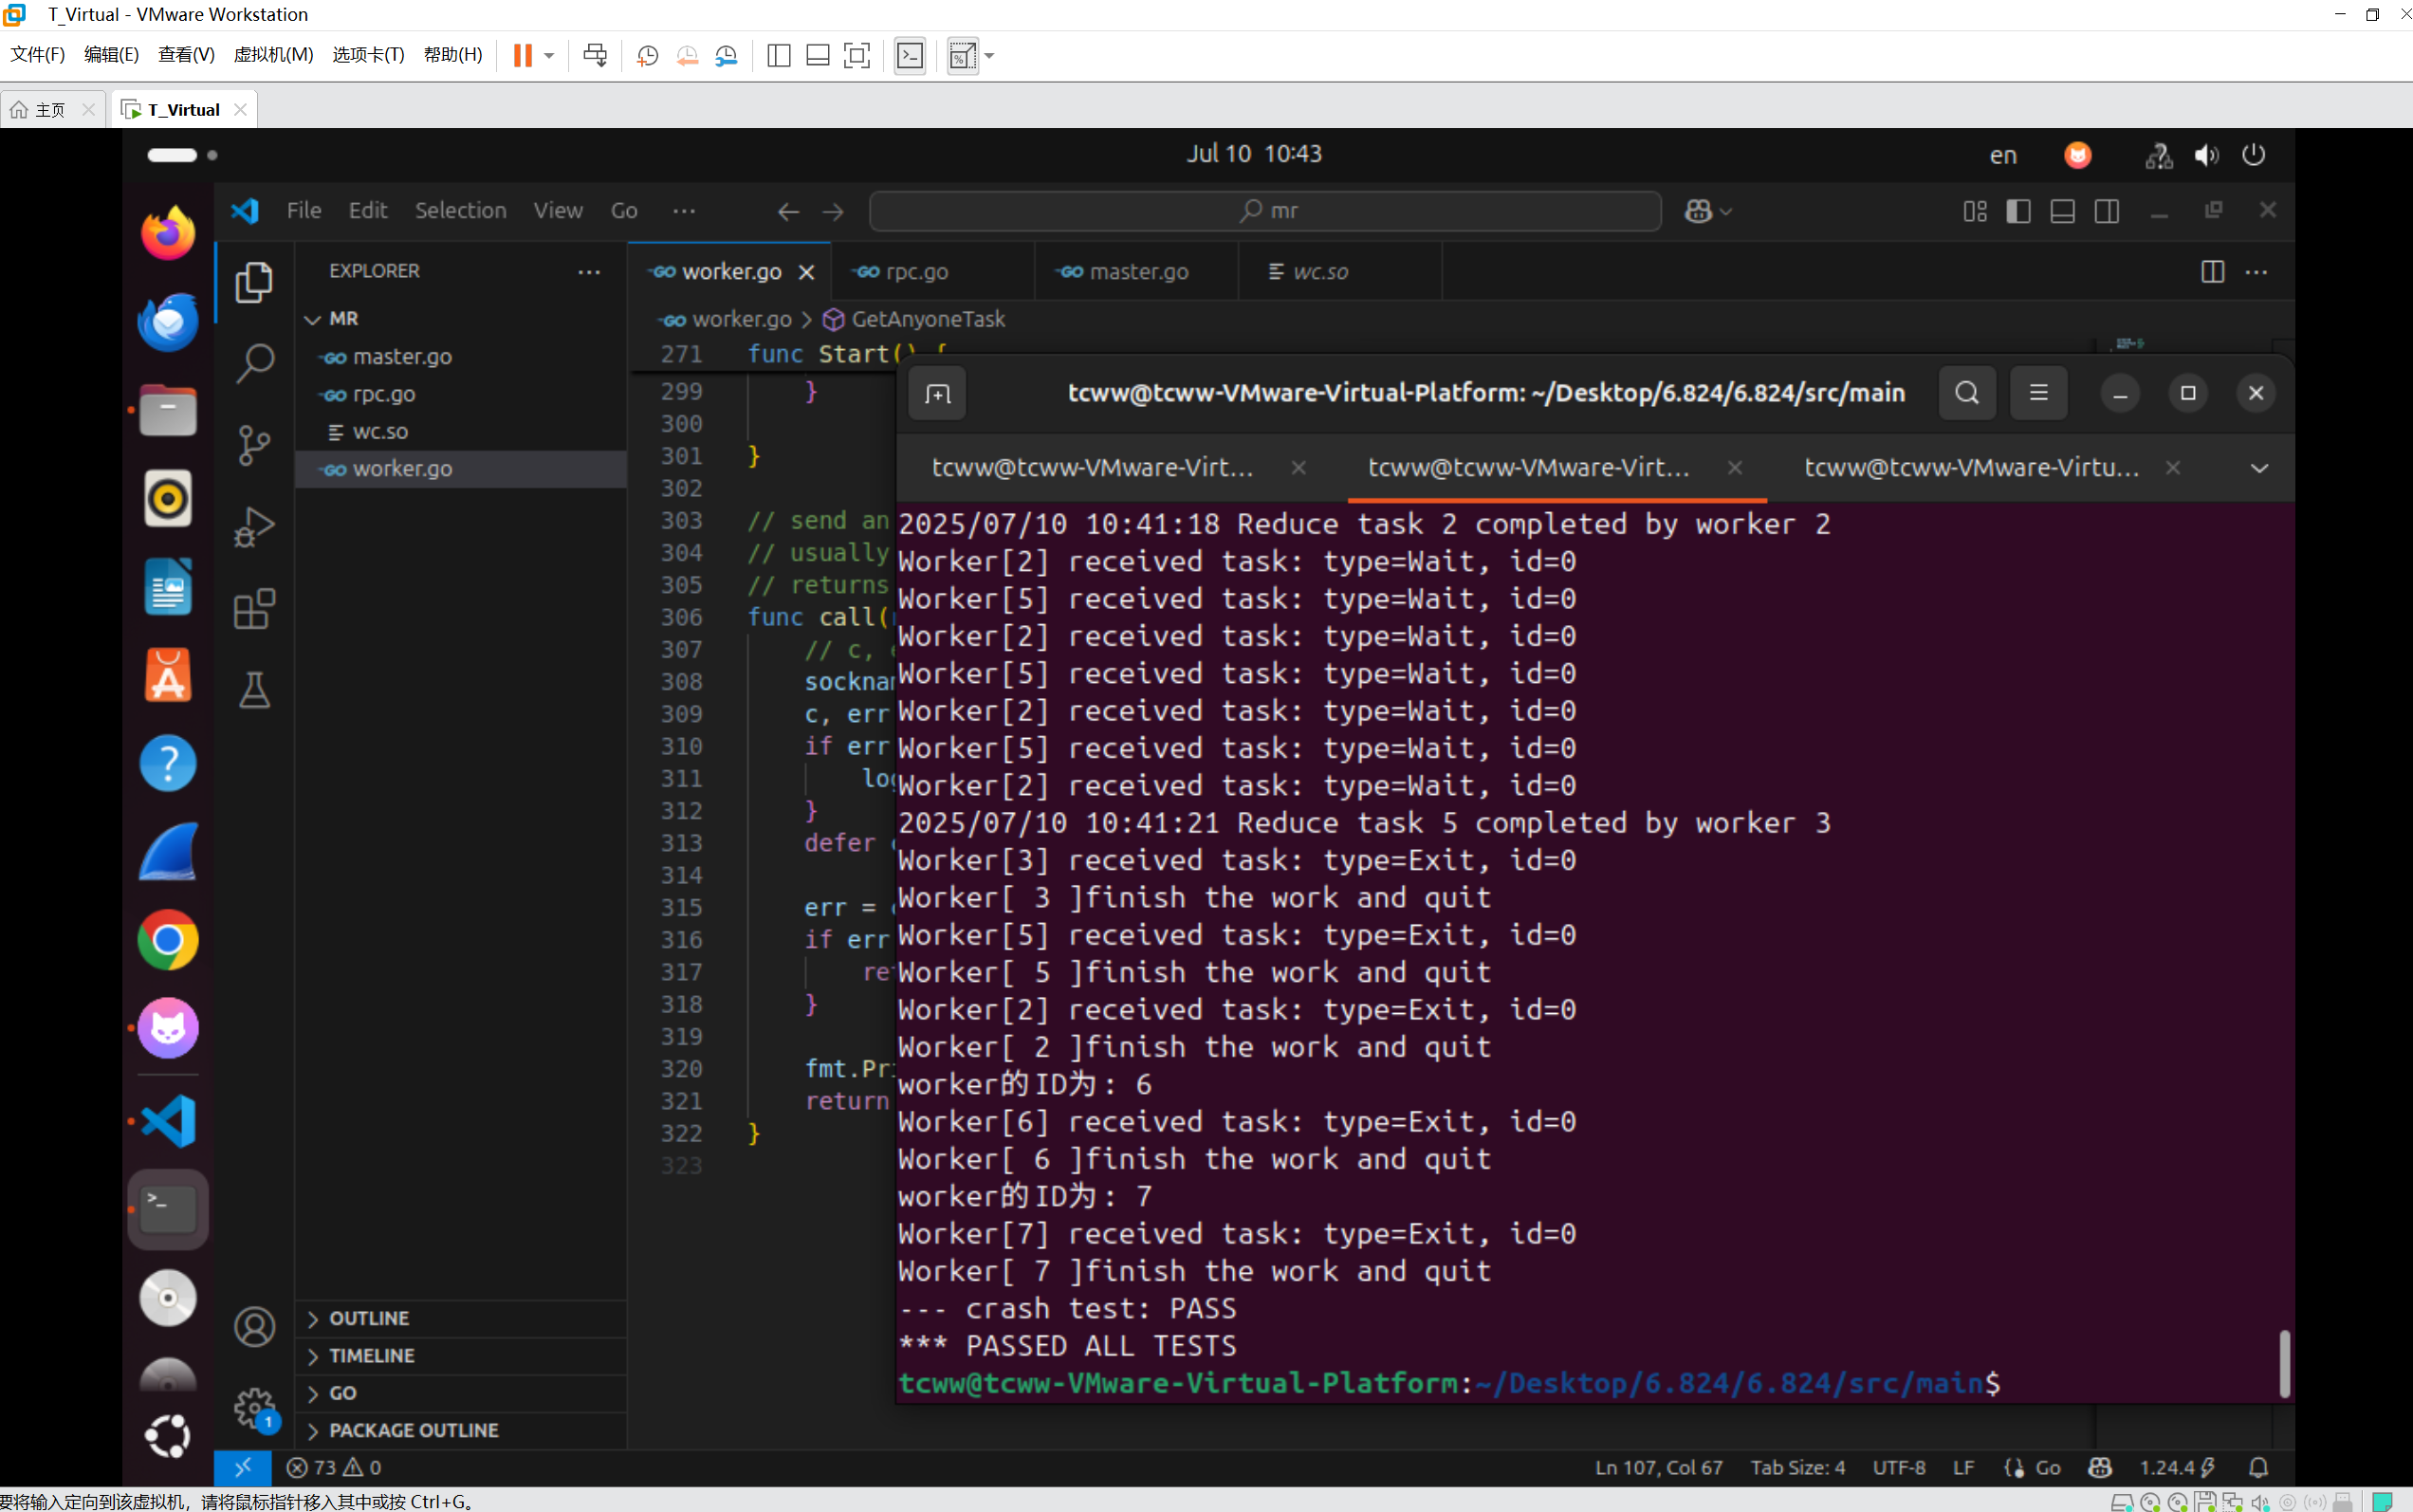 T_Virtual - VMware Workstation
文件(F) 编辑(E) 查看(V) 虚拟机(M) 选项卡(T) 帮助(H)
主页 T_Virtual
Jul 10 10:43
en
File Edit Selection View Go ··· mr
EXPLORER ···
worker.go rpc.go master.go wc.so
MR
master.go
rpc.go
wc.so
worker.go
OUTLINE
TIMELINE
GO
PACKAGE OUTLINE
worker.go > GetAnyoneTask
271 func Start() {
299 }
300
301 }
302
303 // send an
304 // usually
305 // returns
306 func call(
307 // c, e
308 socknam
309 c, err
310 if err
311 log
312 }
313 defer
314
315 err =
316 if err
317 ret
318 }
319
320 fmt.Pri
321 return
322 }
323
tcww@tcww-VMware-Virtual-Platform: ~/Desktop/6.824/6.824/src/main
tcww@tcww-VMware-Virt... tcww@tcww-VMware-Virt... tcww@tcww-VMware-Virtu...
2025/07/10 10:41:18 Reduce task 2 completed by worker 2
Worker[2] received task: type=Wait, id=0
Worker[5] received task: type=Wait, id=0
Worker[2] received task: type=Wait, id=0
Worker[5] received task: type=Wait, id=0
Worker[2] received task: type=Wait, id=0
Worker[5] received task: type=Wait, id=0
Worker[2] received task: type=Wait, id=0
2025/07/10 10:41:21 Reduce task 5 completed by worker 3
Worker[3] received task: type=Exit, id=0
Worker[ 3 ]finish the work and quit
Worker[5] received task: type=Exit, id=0
Worker[ 5 ]finish the work and quit
Worker[2] received task: type=Exit, id=0
Worker[ 2 ]finish the work and quit
worker的ID为: 6
Worker[6] received task: type=Exit, id=0
Worker[ 6 ]finish the work and quit
worker的ID为: 7
Worker[7] received task: type=Exit, id=0
Worker[ 7 ]finish the work and quit
--- crash test: PASS
*** PASSED ALL TESTS
tcww@tcww-VMware-Virtual-Platform:~/Desktop/6.824/6.824/src/main$
1
73 0
Ln 107, Col 67 Tab Size: 4 UTF-8 LF Go 1.24.4
要将输入定向到该虚拟机，请将鼠标指针移入其中或按 Ctrl+G。